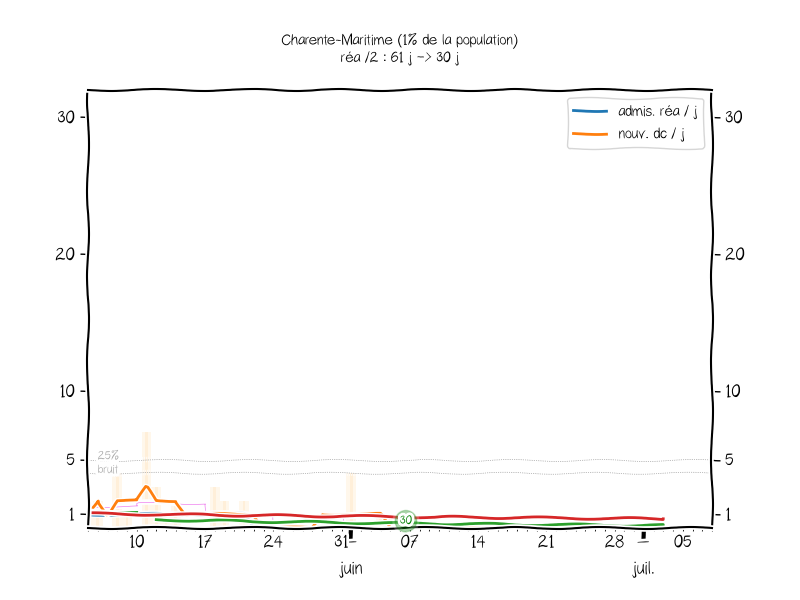 Charente-Maritime (1% de la population)
réa /2 : 61 j -> 30 j
admis. réa / j
nouv. dc / j
30
30
20
20
10
10
5
5
25%
bruit
1
1
30
10 17 24 31 07 14 21 28 05
juin juil.